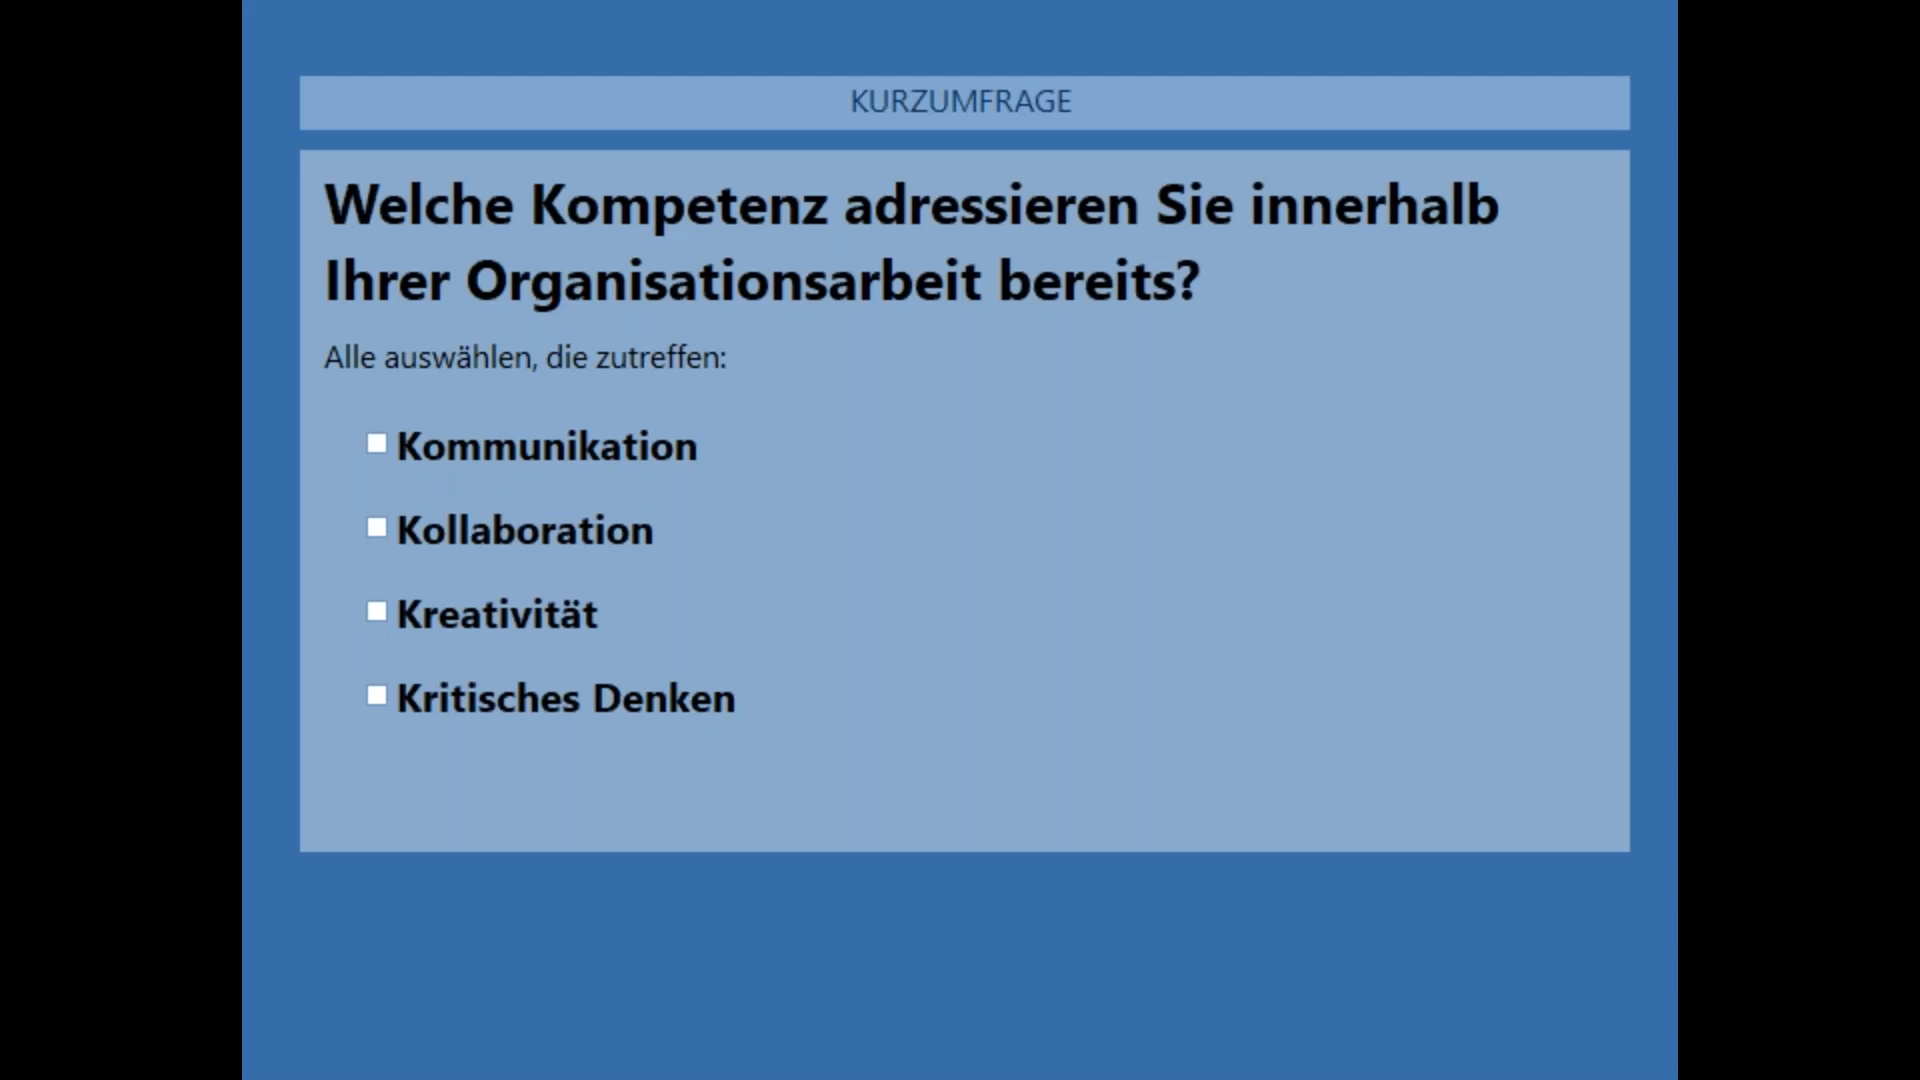 KURZUMFRAGE
Welche Kompetenz adressieren Sie innerhalb
Ihrer Organisationsarbeit bereits?
Alle auswählen, die zutreffen:
Kommunikation
Kollaboration
Kreativität
Kritisches Denken